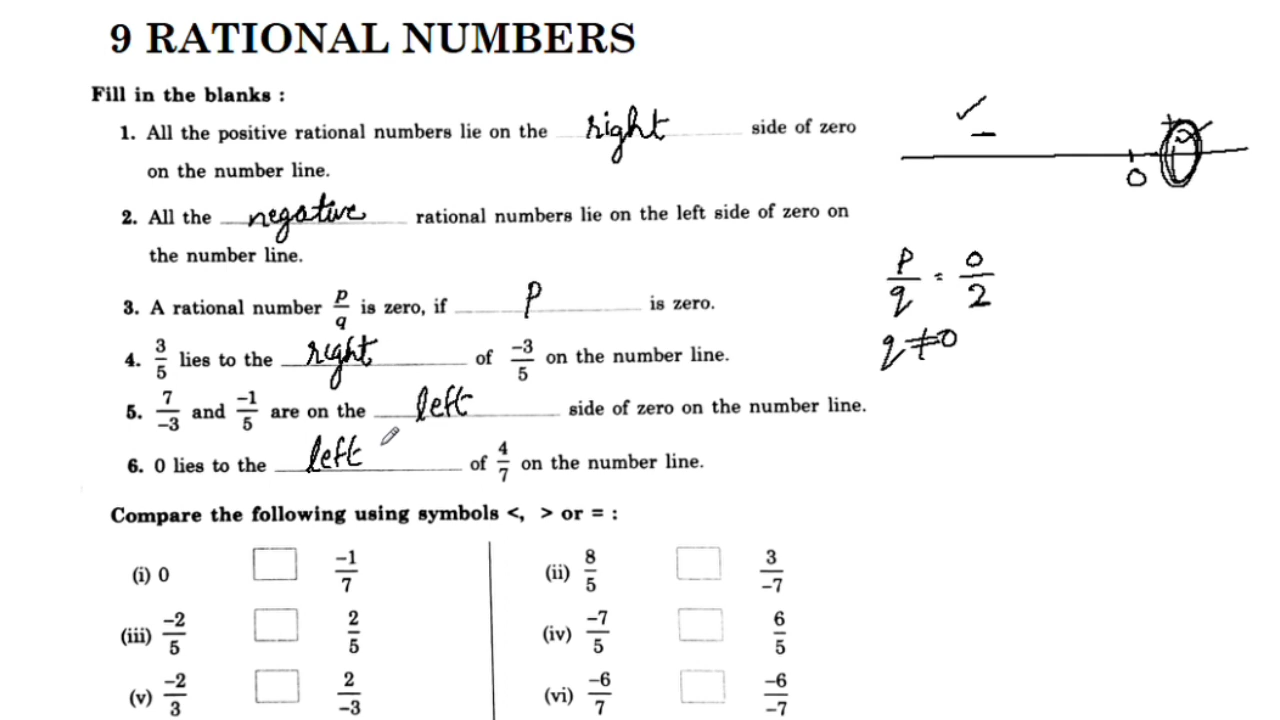 9 RATIONAL NUMBERS
Fill in the blanks :
1. All the positive rational numbers lie on the right side of zero
on the number line.
2. All the negative rational numbers lie on the left side of zero on
the number line.
3. A rational number p/q is zero, if p is zero.
4. 3/5 lies to the right of -3/5 on the number line.
5. 7/-3 and -1/5 are on the left side of zero on the number line.
6. 0 lies to the left of 4/7 on the number line.
0
p/q = 0/2
q ≠ 0
Compare the following using symbols <, > or = :
(i) 0 □ -1/7
(ii) 8/5 □ 3/-7
(iii) -2/5 □ 2/5
(iv) -7/5 □ 6/5
(v) -2/3 □ 2/-3
(vi) -6/7 □ -6/-7